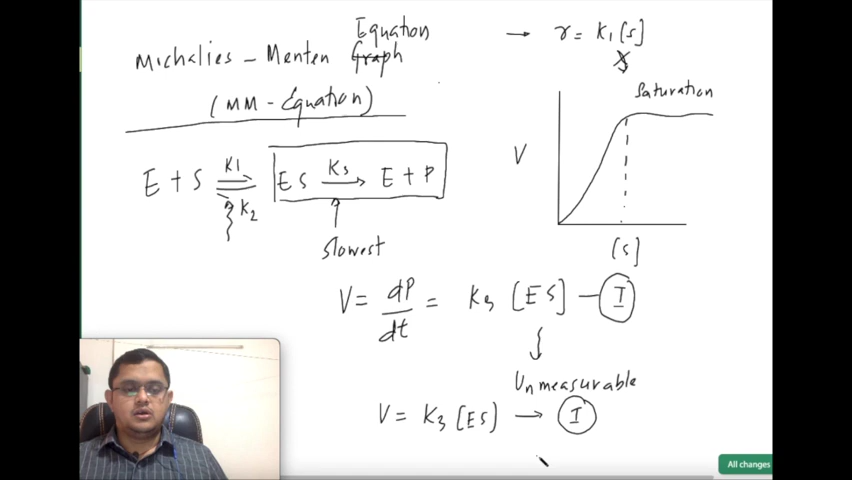 Michalies - Menten Equation Graph
(MM - Equation)
→ r = K1 [S]
Saturation
V
[S]
E + S K1 ⇌ K2 ES K3 → E + P
Slowest
V = dP/dt = K3 [ES] — I
Unmeasurable
V = K3 [ES] → I
All changes